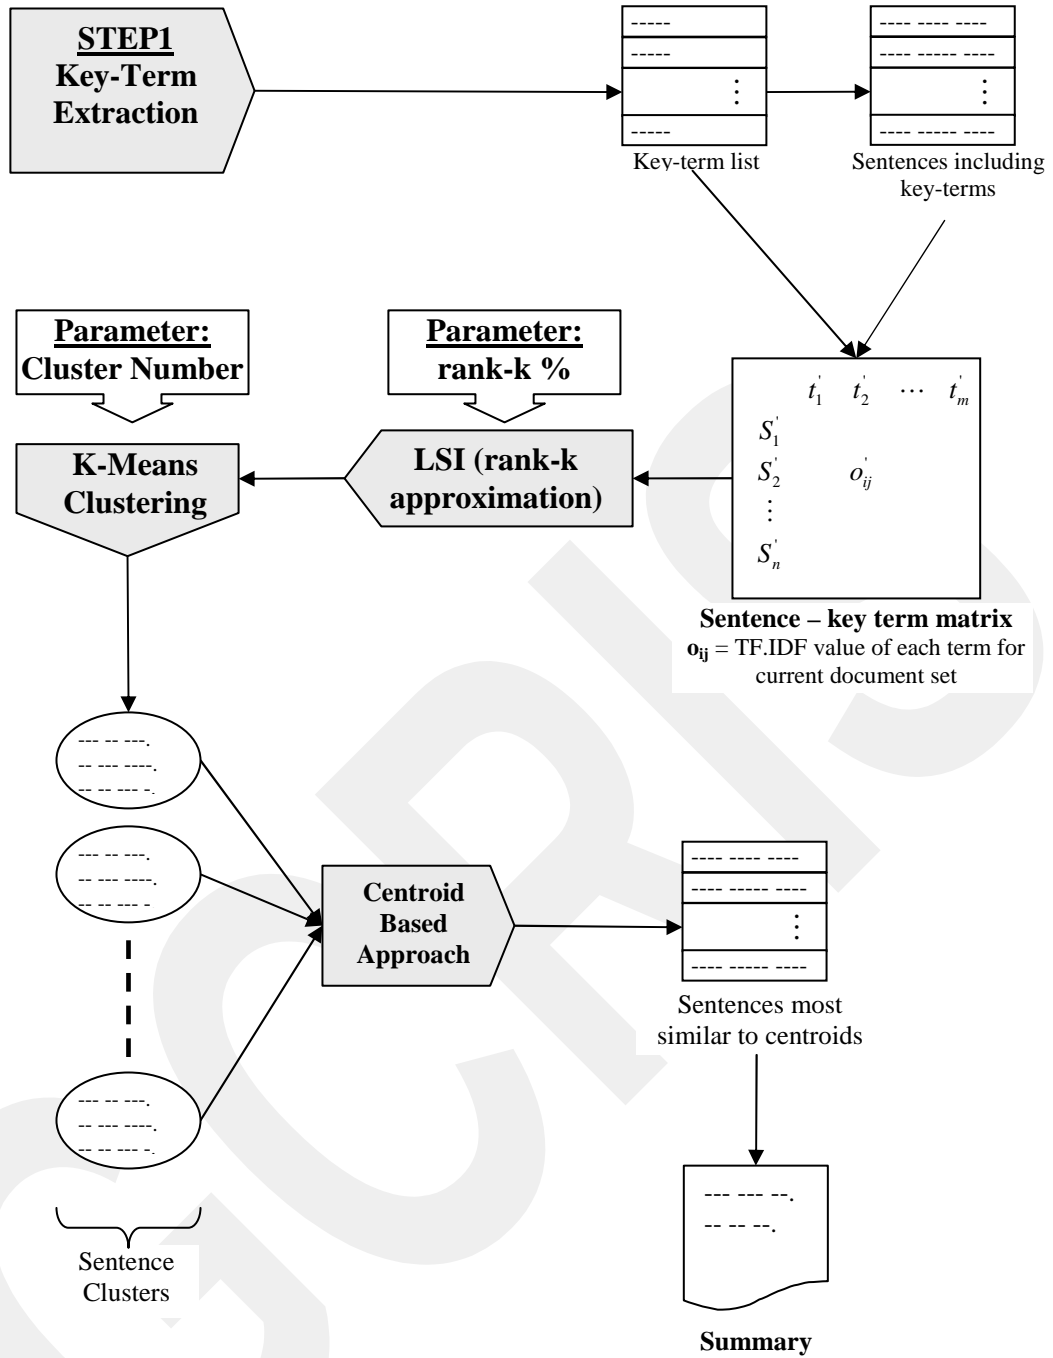 STEP1
Key-Term
Extraction
-----
-----
⋮
-----
Key-term list
---- ---- ----
---- ----- ----
⋮
---- ----- ----
Sentences including
key-terms
Parameter:
Cluster Number
Parameter:
rank-k %
t'1 t'2 ⋯ t'm
S'1
S'2 o'ij
⋮
S'n
LSI (rank-k
approximation)
K-Means
Clustering
Sentence – key term matrix
oij = TF.IDF value of each term for
current document set
--- -- ---.
-- --- ----.
-- -- --- -.
--- -- ---.
-- --- ----.
-- -- --- -.
--- -- ---.
-- --- ----.
-- -- --- -.
Sentence
Clusters
Centroid
Based
Approach
---- ---- ----
---- ----- ----
⋮
---- ----- ----
Sentences most
similar to centroids
--- --- --.
-- -- --.
Summary
GCRIS